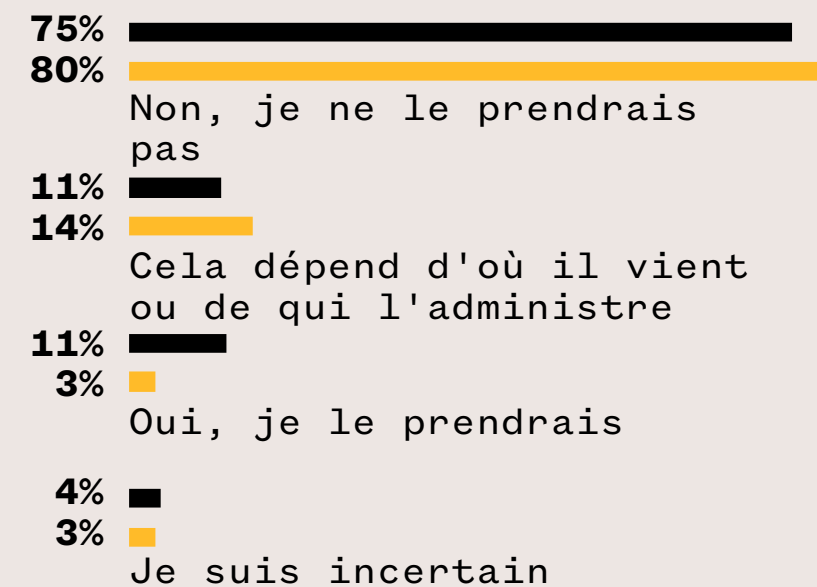 75%
80%
Non, je ne le prendrais
pas
11%
14%
Cela dépend d'où il vient
ou de qui l'administre
11%
3%
Oui, je le prendrais
4%
3%
Je suis incertain